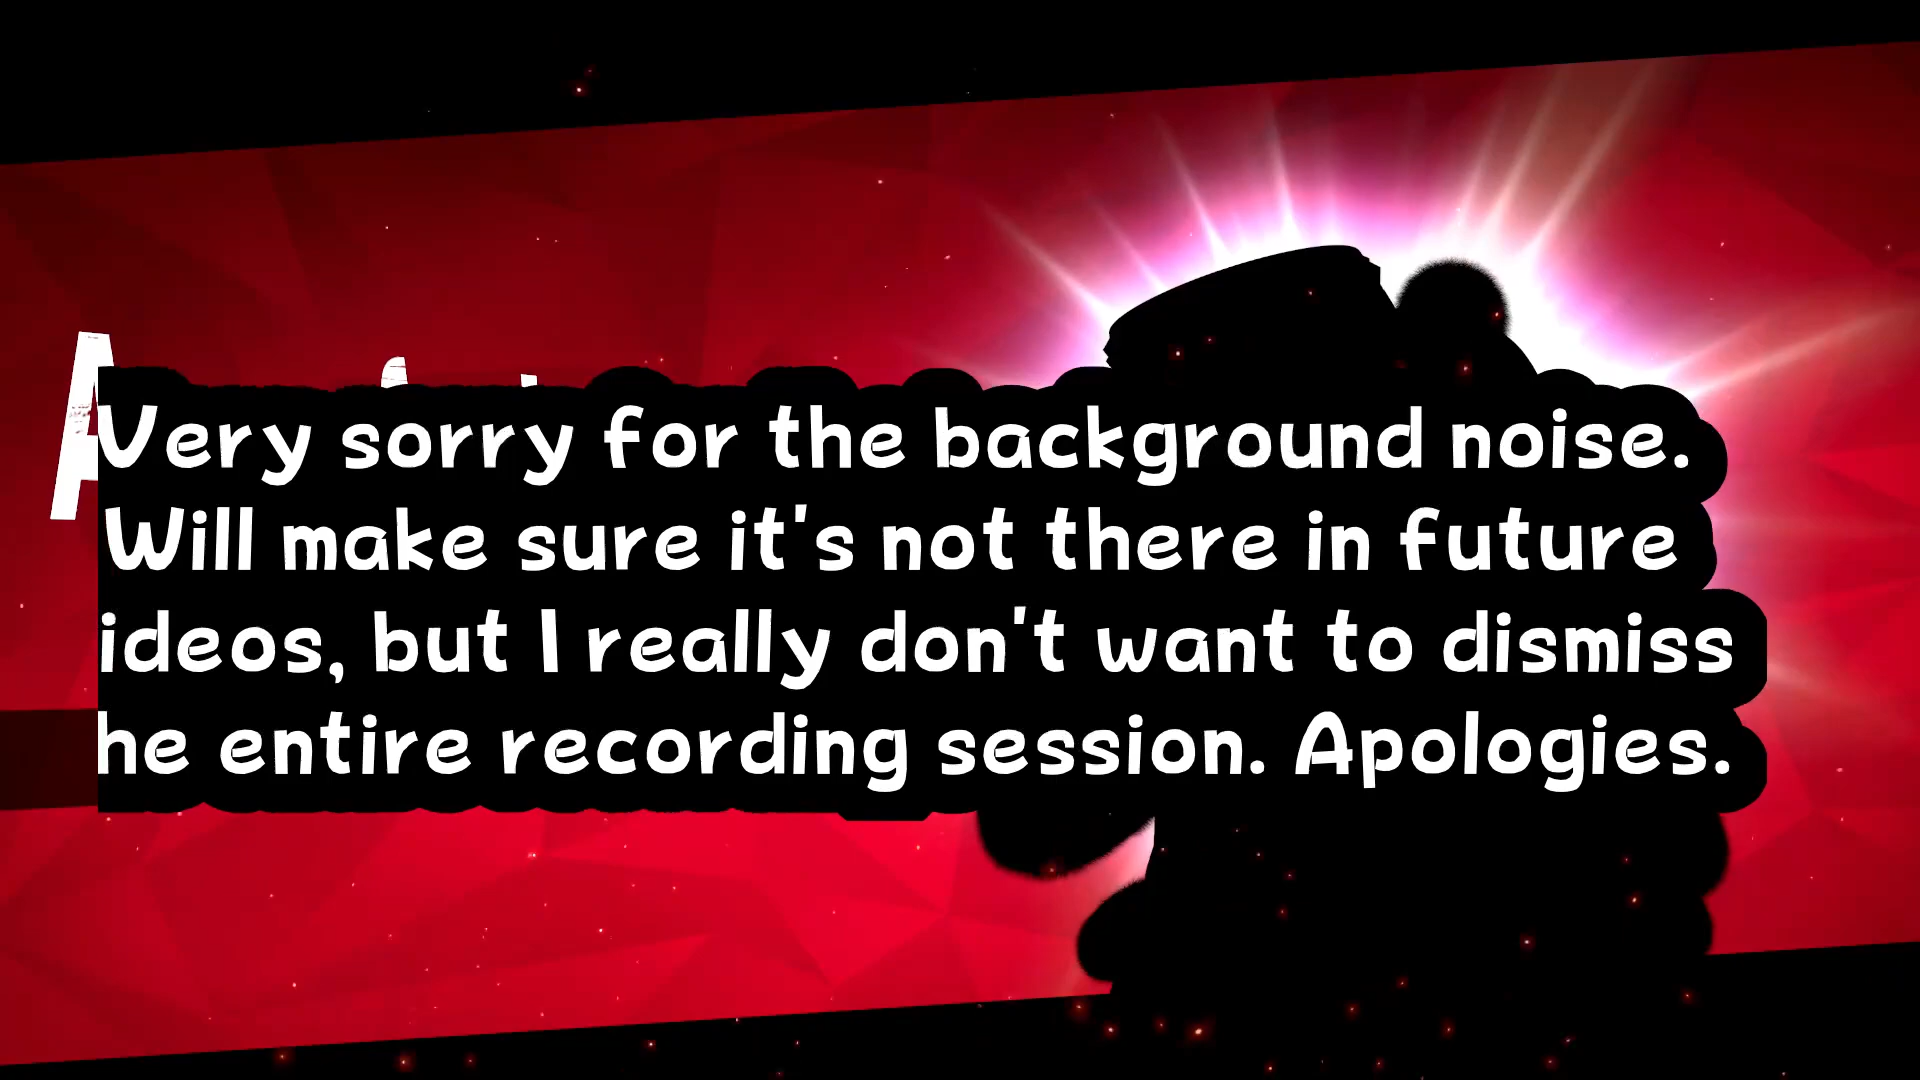 Very sorry for the background noise.
Will make sure it's not there in future
ideos, but I really don't want to dismiss
he entire recording session. Apologies.